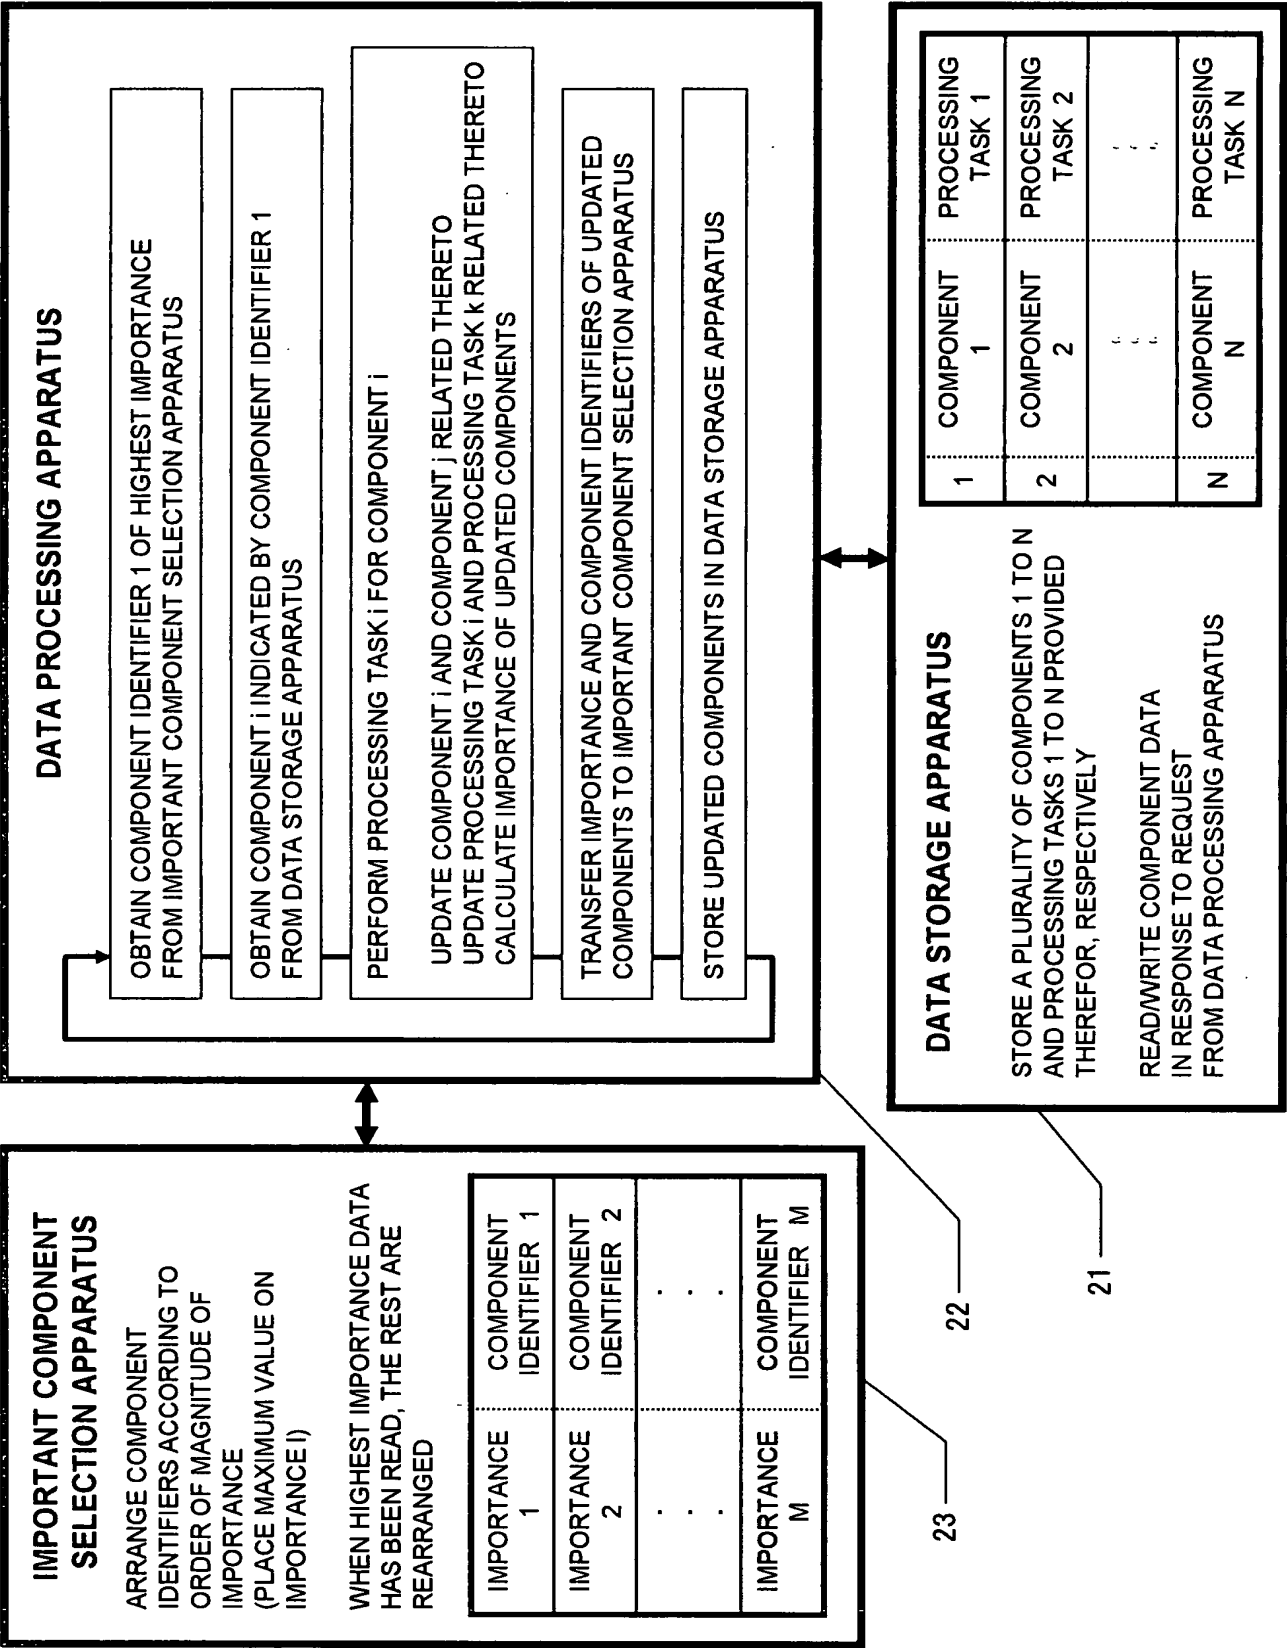 IMPORTANT COMPONENT
SELECTION APPARATUS
ARRANGE COMPONENT
IDENTIFIERS ACCORDING TO
ORDER OF MAGNITUDE OF
IMPORTANCE
(PLACE MAXIMUM VALUE ON
IMPORTANCE I)
WHEN HIGHEST IMPORTANCE DATA
HAS BEEN READ, THE REST ARE
REARRANGED
IMPORTANCE
1
COMPONENT
IDENTIFIER 1
IMPORTANCE
2
COMPONENT
IDENTIFIER 2
. . .
. . .
IMPORTANCE
M
COMPONENT
IDENTIFIER M
23
DATA PROCESSING APPARATUS
OBTAIN COMPONENT IDENTIFIER 1 OF HIGHEST IMPORTANCE
FROM IMPORTANT COMPONENT SELECTION APPARATUS
OBTAIN COMPONENT i INDICATED BY COMPONENT IDENTIFIER 1
FROM DATA STORAGE APPARATUS
PERFORM PROCESSING TASK i FOR COMPONENT i
UPDATE COMPONENT i AND COMPONENT j RELATED THERETO
UPDATE PROCESSING TASK i AND PROCESSING TASK k RELATED THERETO
CALCULATE IMPORTANCE OF UPDATED COMPONENTS
TRANSFER IMPORTANCE AND COMPONENT IDENTIFIERS OF UPDATED
COMPONENTS TO IMPORTANT COMPONENT SELECTION APPARATUS
STORE UPDATED COMPONENTS IN DATA STORAGE APPARATUS
22
DATA STORAGE APPARATUS
STORE A PLURALITY OF COMPONENTS 1 TO N
AND PROCESSING TASKS 1 TO N PROVIDED
THEREFOR, RESPECTIVELY
READ/WRITE COMPONENT DATA
IN RESPONSE TO REQUEST
FROM DATA PROCESSING APPARATUS
1
COMPONENT
1
PROCESSING
TASK 1
2
COMPONENT
2
PROCESSING
TASK 2
. . .
. . .
N
COMPONENT
N
PROCESSING
TASK N
21